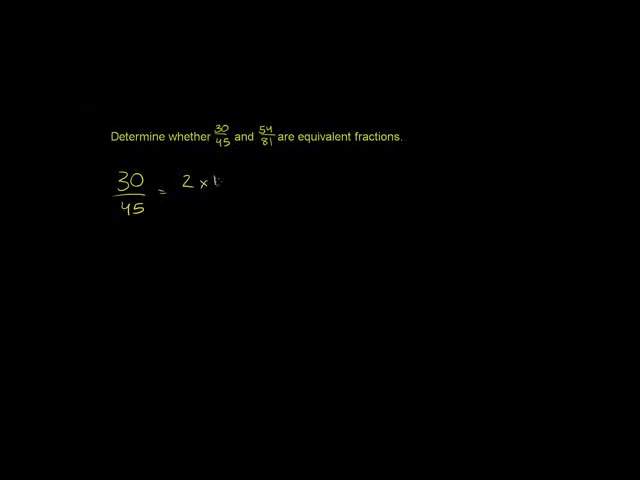 Determine whether 30/45 and 54/81 are equivalent fractions.
30/45 = 2 x